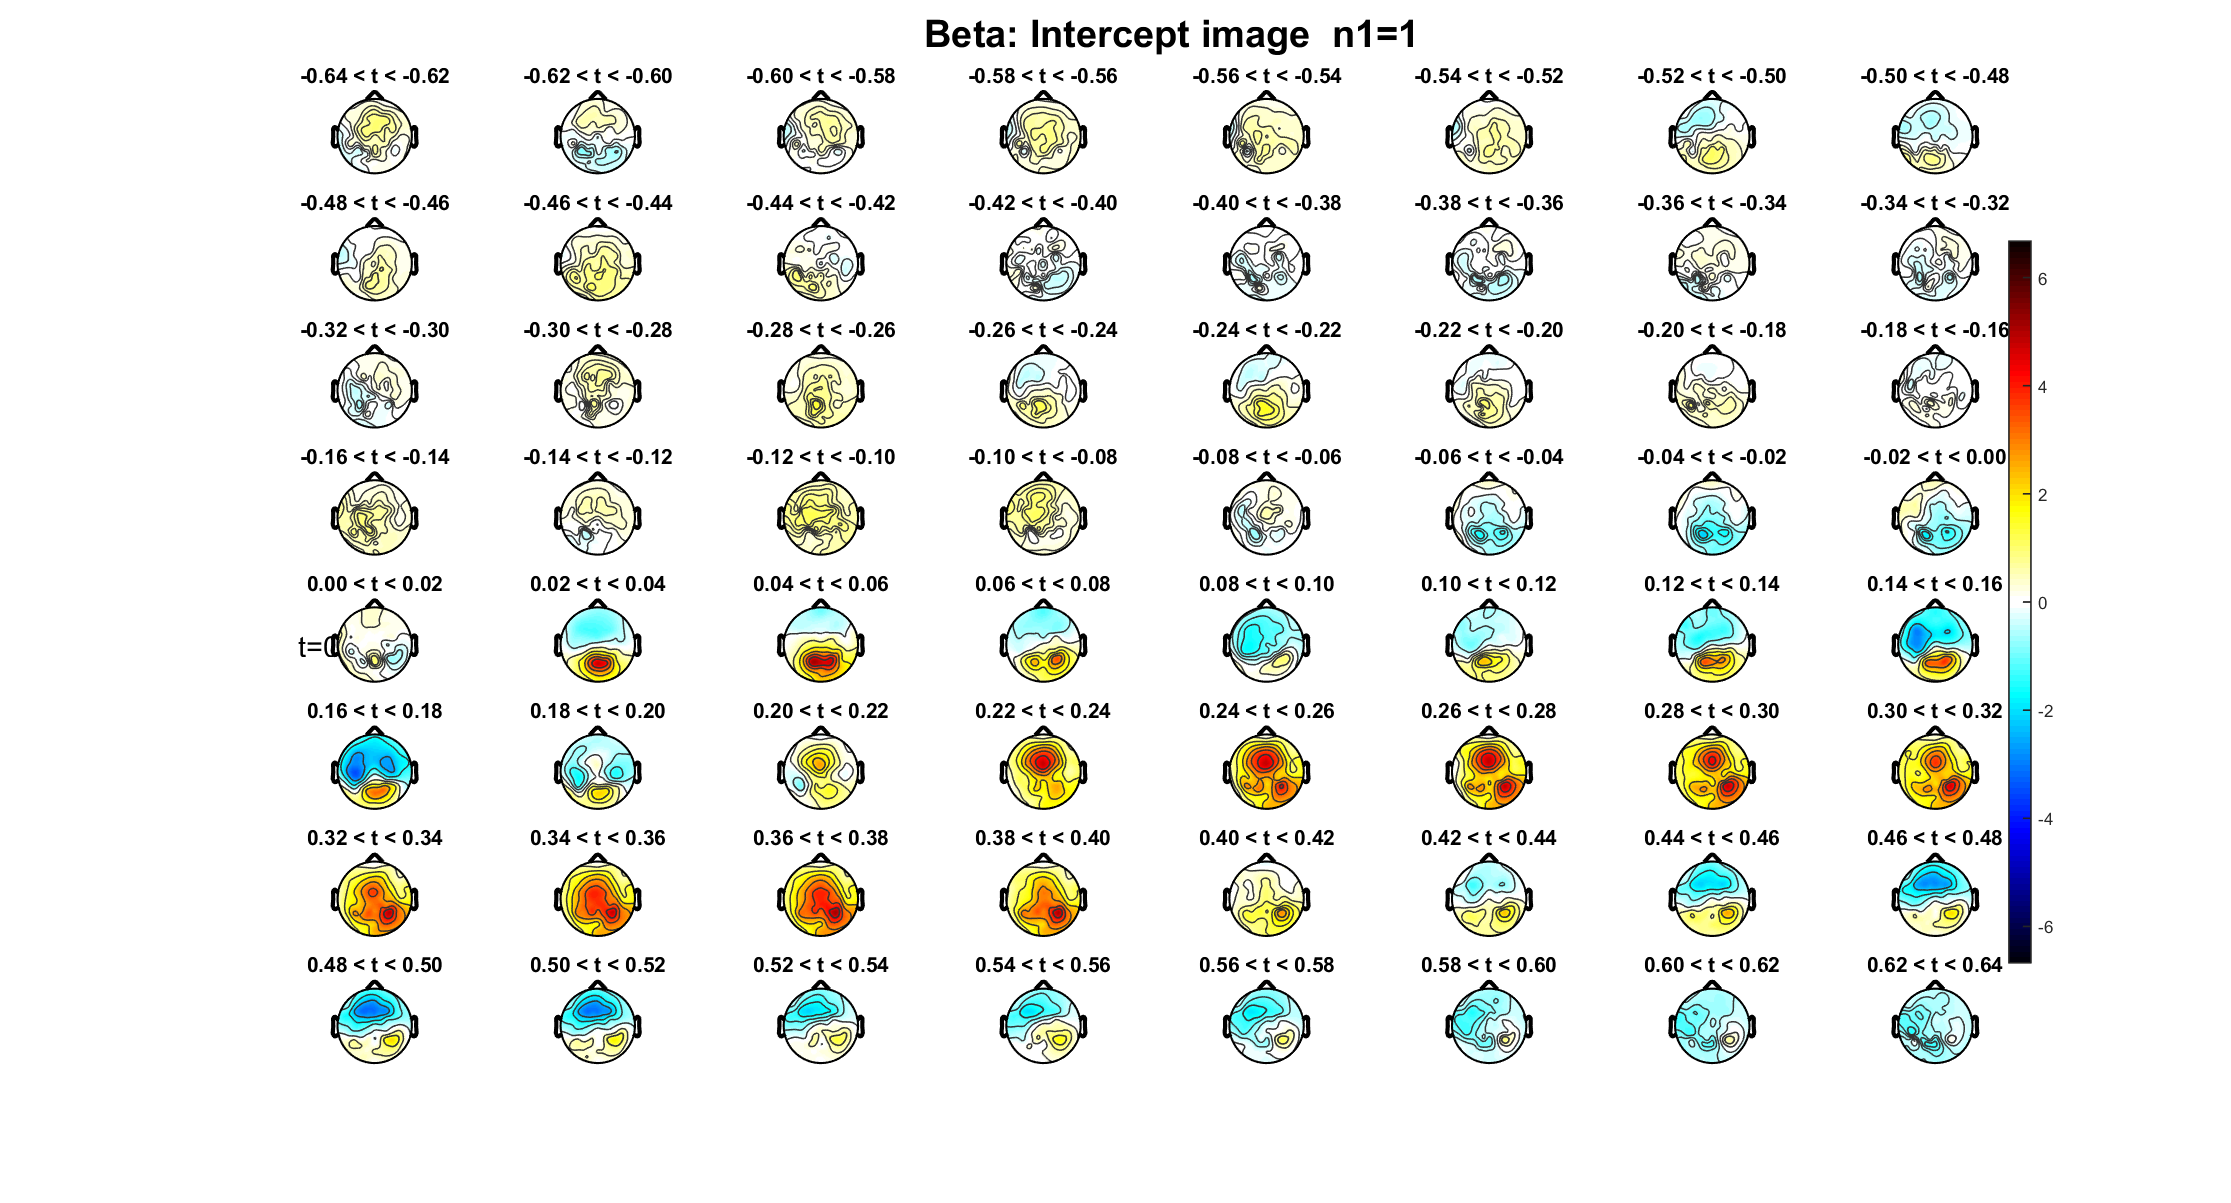 Beta: Intercept image  n1=1
-0.64 < t < -0.62 -0.62 < t < -0.60 -0.60 < t < -0.58 -0.58 < t < -0.56 -0.56 < t < -0.54 -0.54 < t < -0.52 -0.52 < t < -0.50 -0.50 < t < -0.48
-0.48 < t < -0.46 -0.46 < t < -0.44 -0.44 < t < -0.42 -0.42 < t < -0.40 -0.40 < t < -0.38 -0.38 < t < -0.36 -0.36 < t < -0.34 -0.34 < t < -0.32
6
-0.32 < t < -0.30 -0.30 < t < -0.28 -0.28 < t < -0.26 -0.26 < t < -0.24 -0.24 < t < -0.22 -0.22 < t < -0.20 -0.20 < t < -0.18 -0.18 < t < -0.16
4
-0.16 < t < -0.14 -0.14 < t < -0.12 -0.12 < t < -0.10 -0.10 < t < -0.08 -0.08 < t < -0.06 -0.06 < t < -0.04 -0.04 < t < -0.02 -0.02 < t < 0.00
2
0.00 < t < 0.02 0.02 < t < 0.04 0.04 < t < 0.06 0.06 < t < 0.08 0.08 < t < 0.10 0.10 < t < 0.12 0.12 < t < 0.14 0.14 < t < 0.16
0
t=0
0.16 < t < 0.18 0.18 < t < 0.20 0.20 < t < 0.22 0.22 < t < 0.24 0.24 < t < 0.26 0.26 < t < 0.28 0.28 < t < 0.30 0.30 < t < 0.32
-2
-4
0.32 < t < 0.34 0.34 < t < 0.36 0.36 < t < 0.38 0.38 < t < 0.40 0.40 < t < 0.42 0.42 < t < 0.44 0.44 < t < 0.46 0.46 < t < 0.48
-6
0.48 < t < 0.50 0.50 < t < 0.52 0.52 < t < 0.54 0.54 < t < 0.56 0.56 < t < 0.58 0.58 < t < 0.60 0.60 < t < 0.62 0.62 < t < 0.64